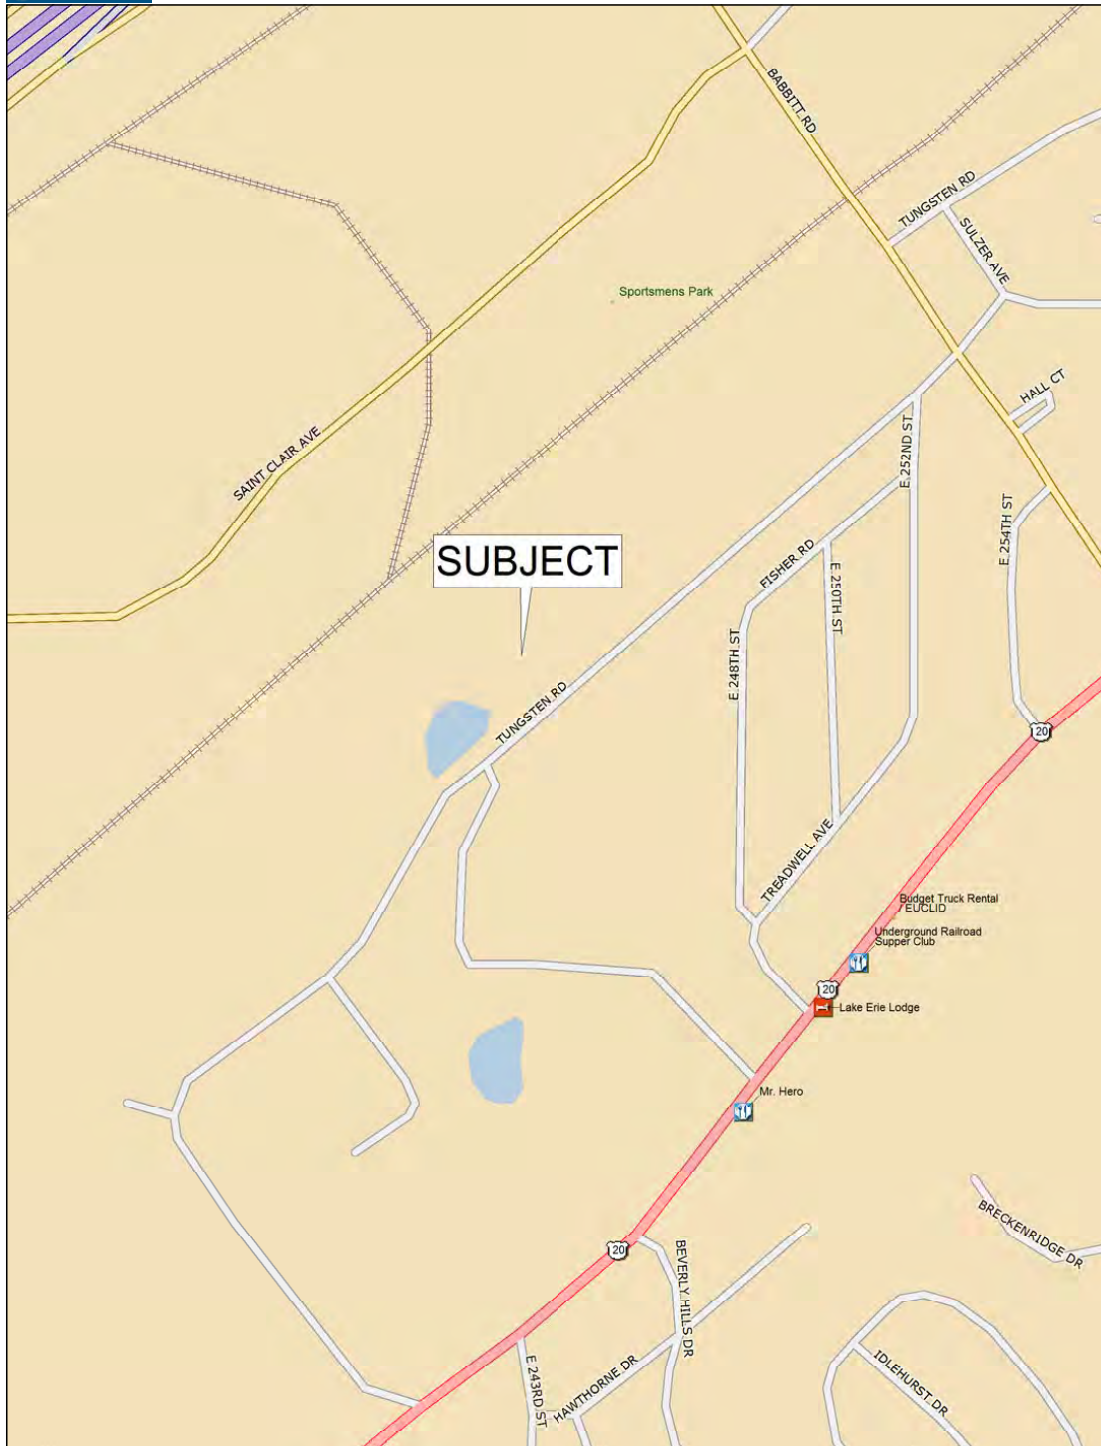 BABBITT RD
TUNGSTEN RD
SULZER AVE
Sportsmens Park
HALL CT
SAINT CLAIR AVE
E 252ND ST
E 254TH ST
SUBJECT
FISHER RD
E 250TH ST
E 248TH ST
TUNGSTEN RD
20
TREADWELL AVE
Budget Truck Rental
/ EUCLID
Underground Railroad
Supper Club
20
Lake Erie Lodge
Mr. Hero
BRECKENRIDGE DR
20
BEVERLY HILLS DR
IDLEHURST DR
E 243RD ST
HAWTHORNE DR